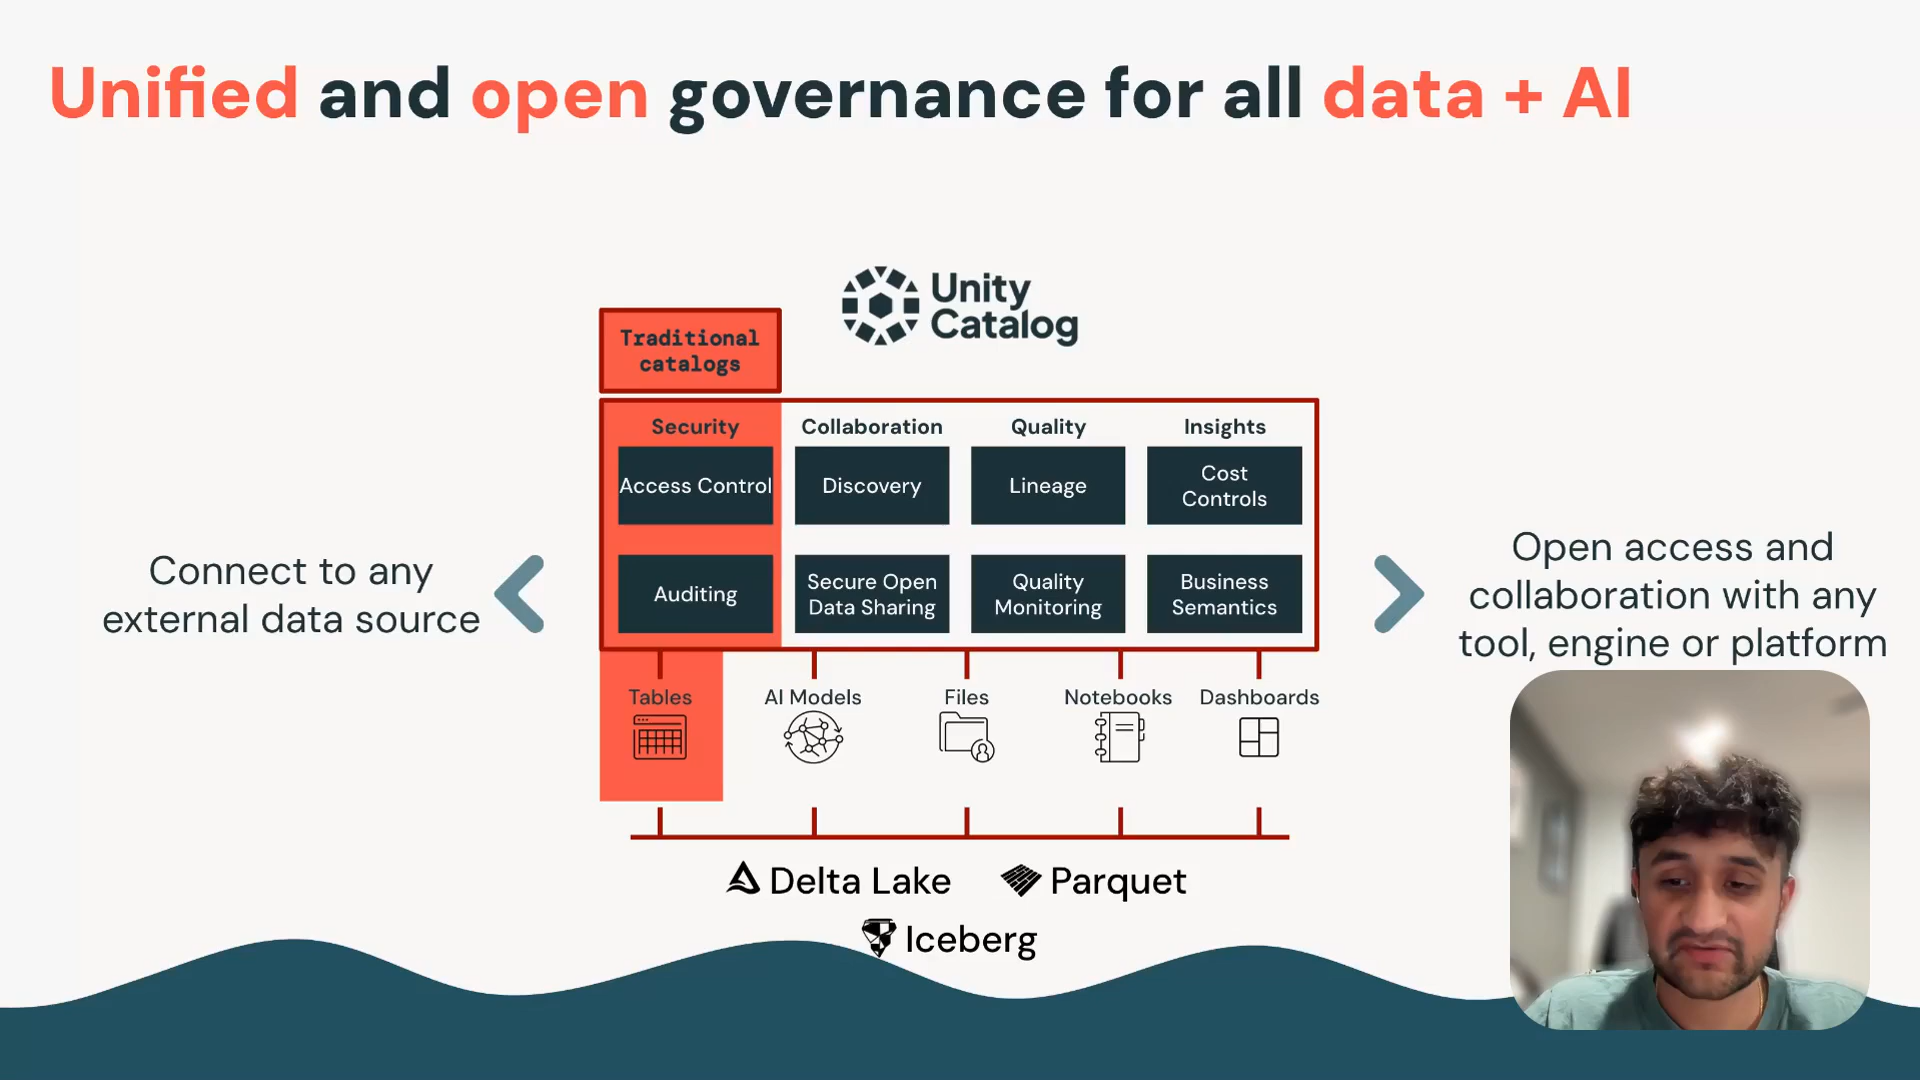 Unified and open governance for all data + AI
Unity
Catalog
Traditional
catalogs
Security
Collaboration
Quality
Insights
Access Control
Discovery
Lineage
Cost
Controls
Auditing
Secure Open
Data Sharing
Quality
Monitoring
Business
Semantics
Connect to any
external data source
Open access and
collaboration with any
tool, engine or platform
Tables
AI Models
Files
Notebooks
Dashboards
Delta Lake
Parquet
Iceberg